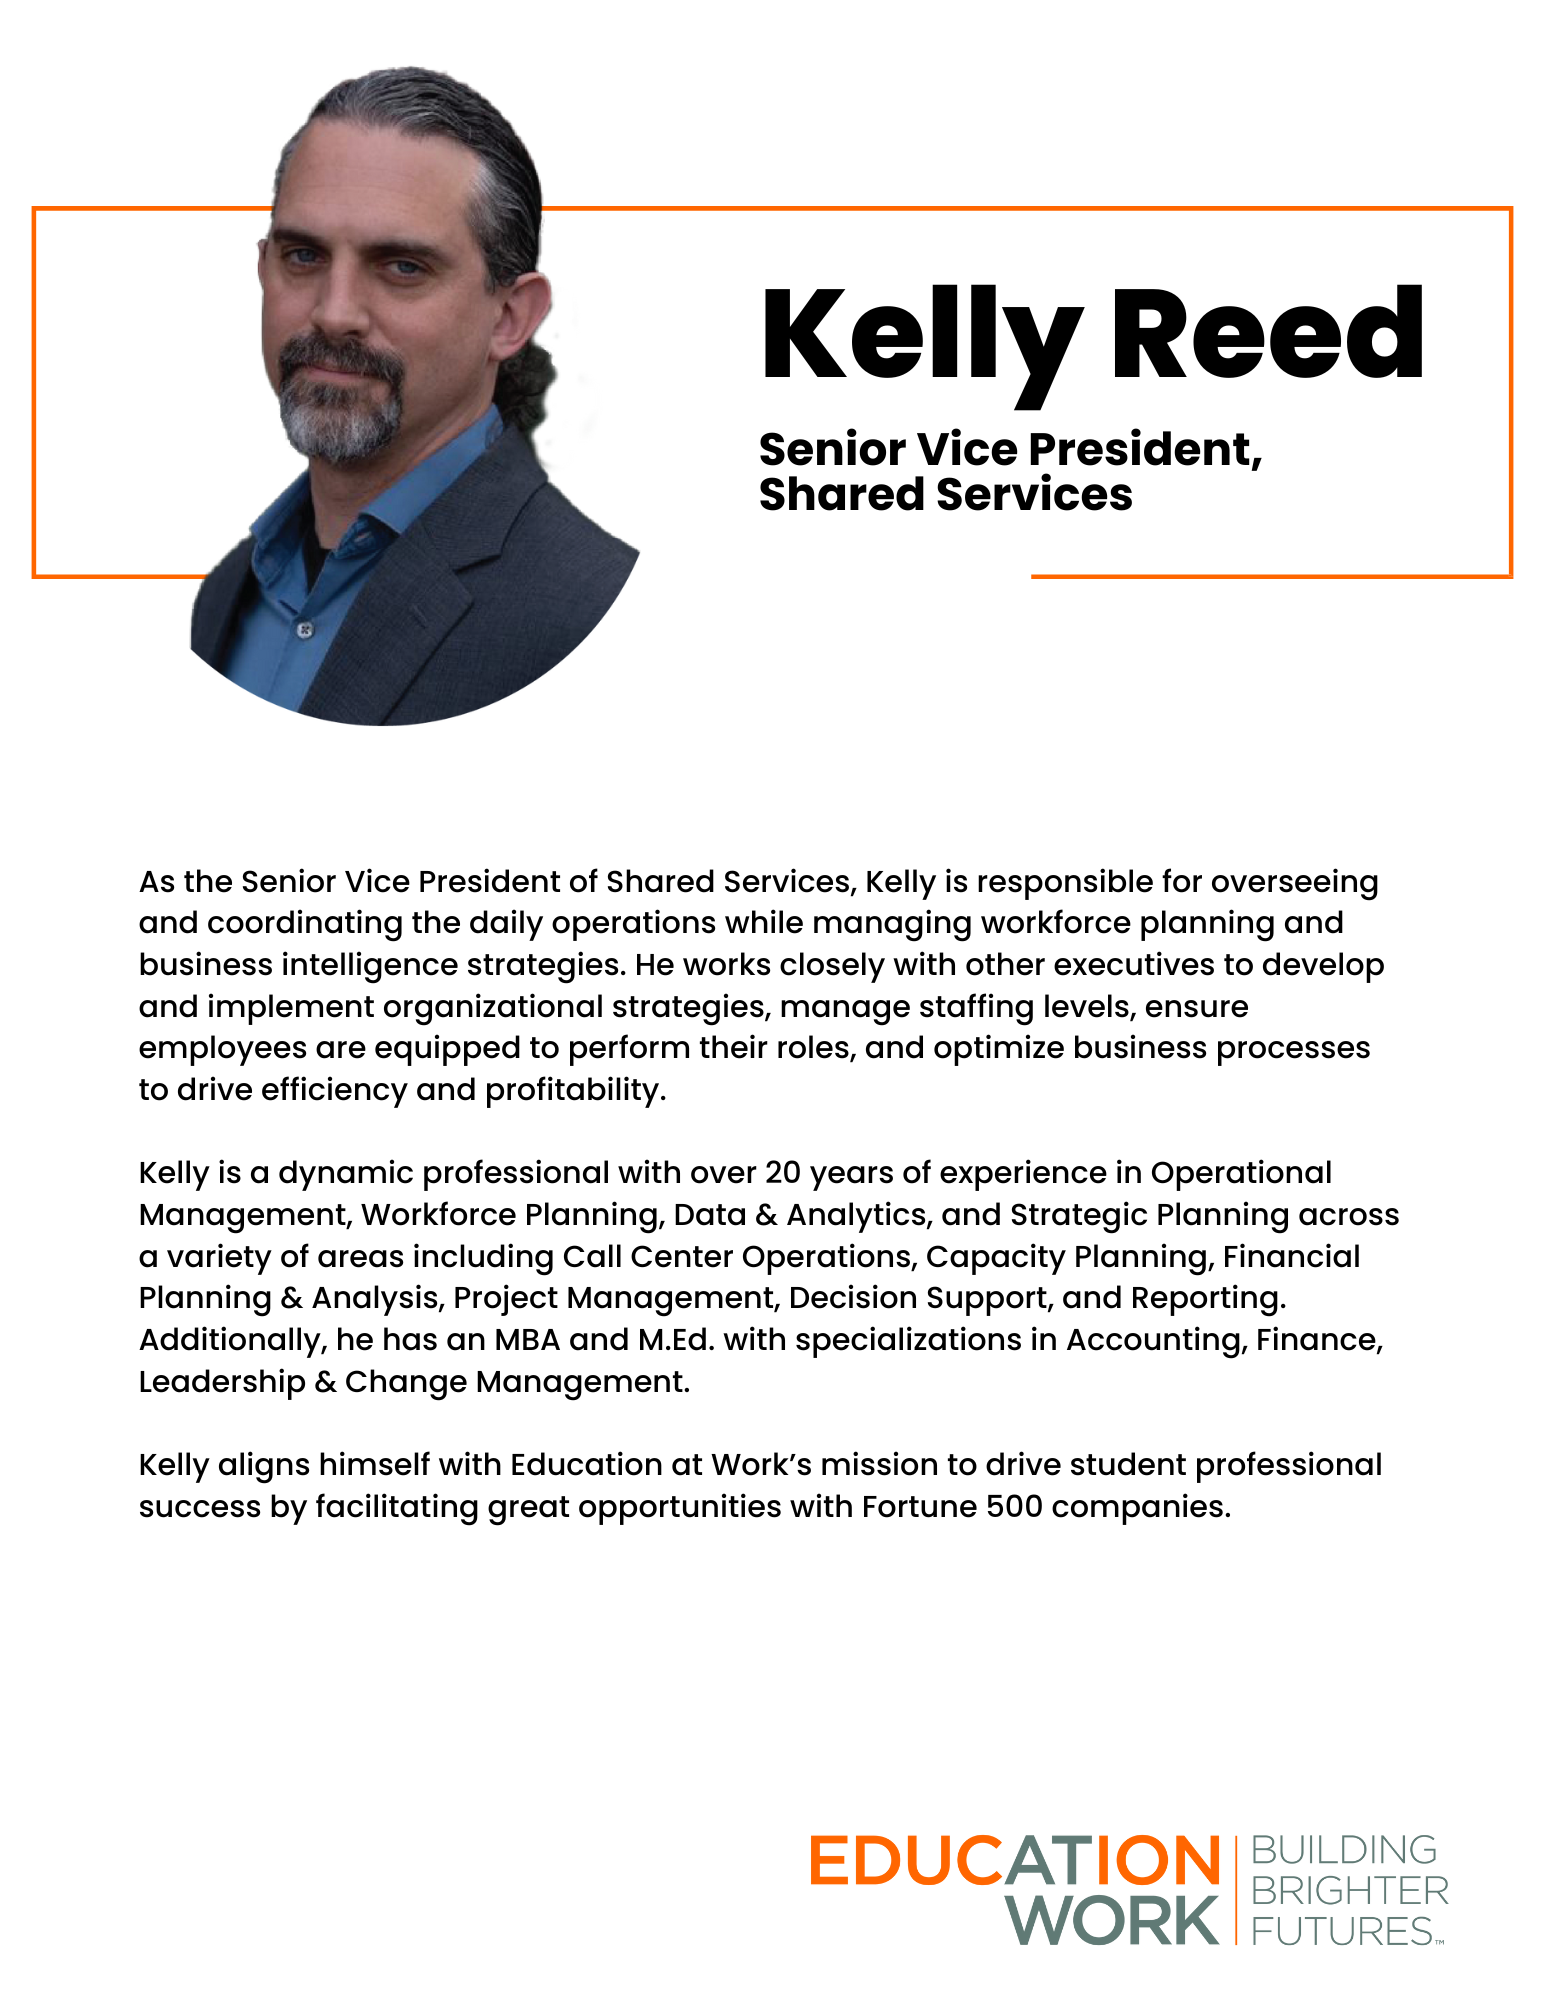 Kelly Reed
Senior Vice President,
Shared Services
As the Senior Vice President of Shared Services, Kelly is responsible for overseeing
and coordinating the daily operations while managing workforce planning and
business intelligence strategies. He works closely with other executives to develop
and implement organizational strategies, manage staffing levels, ensure
employees are equipped to perform their roles, and optimize business processes
to drive efficiency and profitability.
Kelly is a dynamic professional with over 20 years of experience in Operational
Management, Workforce Planning, Data & Analytics, and Strategic Planning across
a variety of areas including Call Center Operations, Capacity Planning, Financial
Planning & Analysis, Project Management, Decision Support, and Reporting.
Additionally, he has an MBA and M.Ed. with specializations in Accounting, Finance,
Leadership & Change Management.
Kelly aligns himself with Education at Work’s mission to drive student professional
success by facilitating great opportunities with Fortune 500 companies.
EDUCATION
WORK
BUILDING
BRIGHTER
FUTURES™